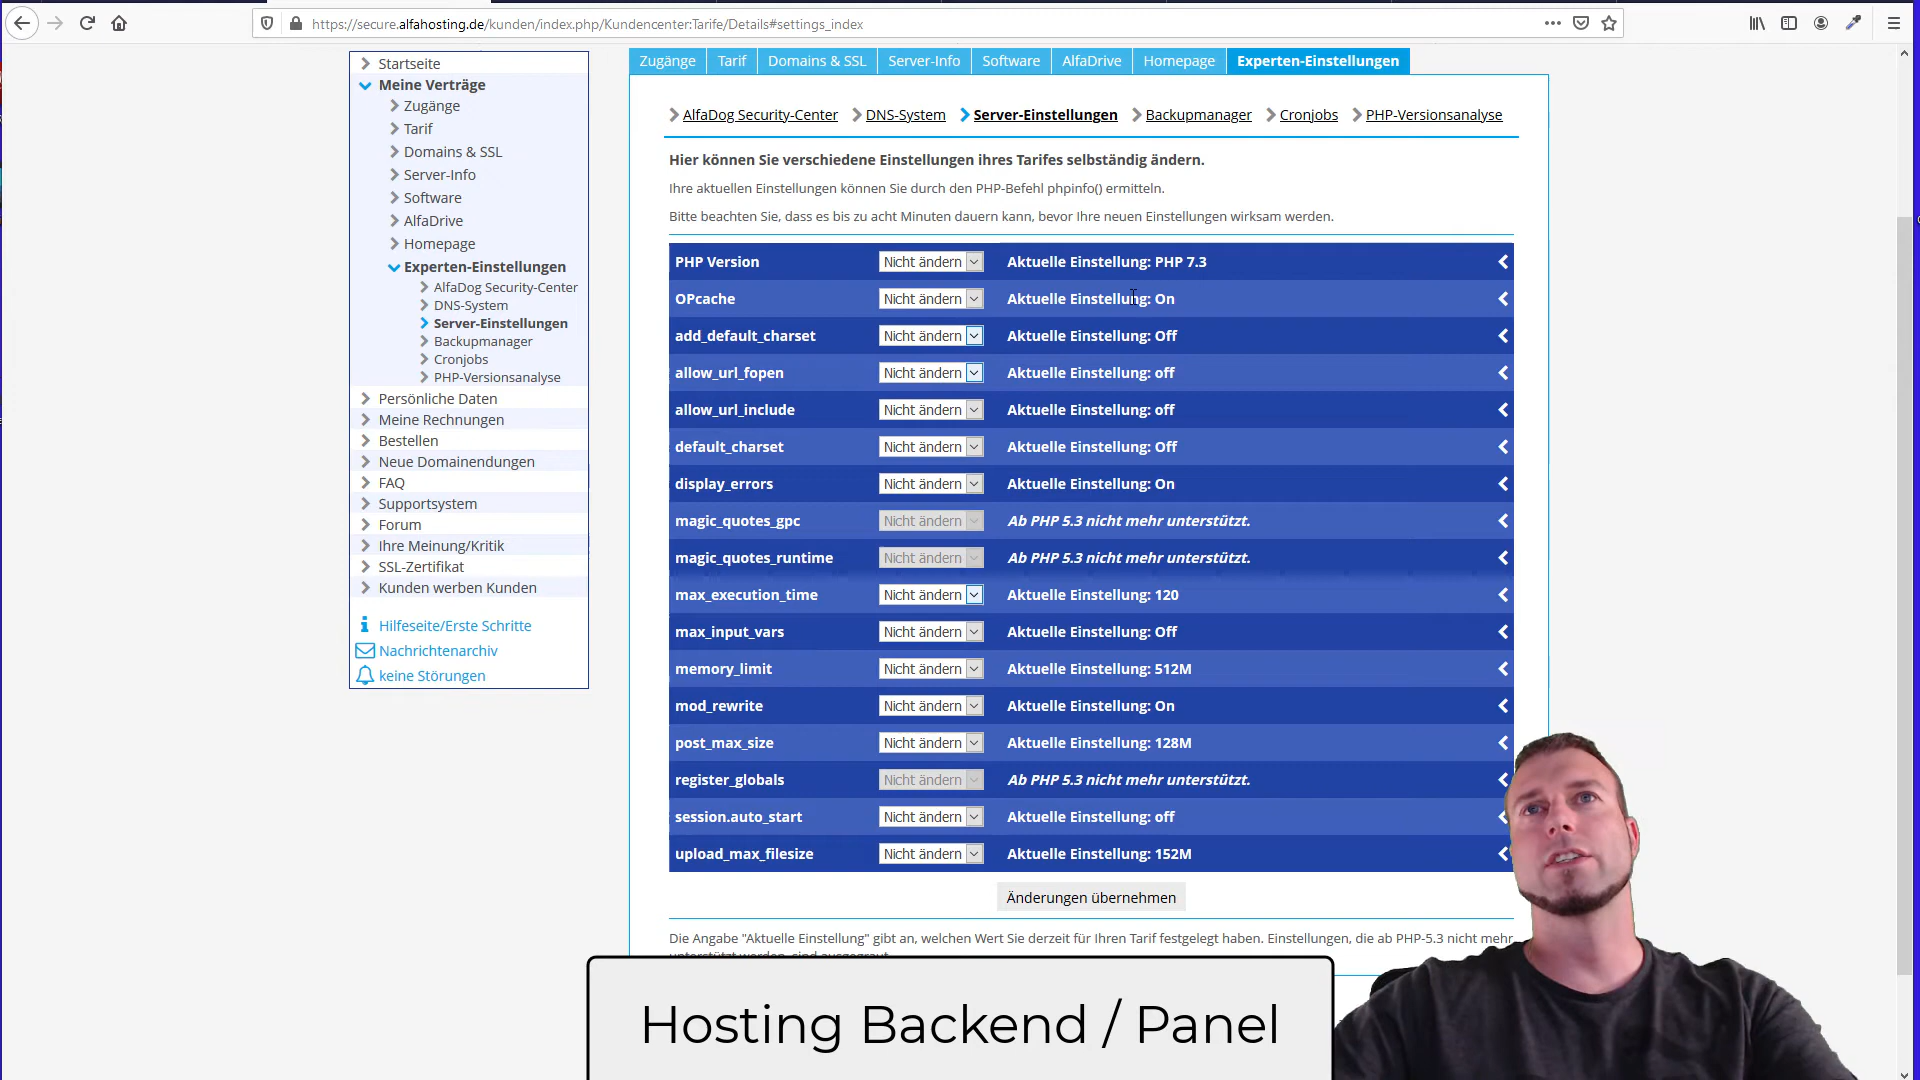 https://secure.alfahosting.de/kunden/index.php/Kundencenter:Tarife/Details#settings_index
Startseite
Meine Verträge
Zugänge
Tarif
Domains & SSL
Server-Info
Software
AlfaDrive
Homepage
Experten-Einstellungen
AlfaDog Security-Center
DNS-System
Server-Einstellungen
Backupmanager
Cronjobs
PHP-Versionsanalyse
Persönliche Daten
Meine Rechnungen
Bestellen
Neue Domainendungen
FAQ
Supportsystem
Forum
Ihre Meinung/Kritik
SSL-Zertifikat
Kunden werben Kunden
Hilfeseite/Erste Schritte
Nachrichtenarchiv
keine Störungen
Zugänge Tarif Domains & SSL Server-Info Software AlfaDrive Homepage Experten-Einstellungen
AlfaDog Security-Center DNS-System Server-Einstellungen Backupmanager Cronjobs PHP-Versionsanalyse
Hier können Sie verschiedene Einstellungen ihres Tarifes selbständig ändern.
Ihre aktuellen Einstellungen können Sie durch den PHP-Befehl phpinfo() ermitteln.
Bitte beachten Sie, dass es bis zu acht Minuten dauern kann, bevor Ihre neuen Einstellungen wirksam werden.
PHP Version Nicht ändern Aktuelle Einstellung: PHP 7.3
OPcache Nicht ändern Aktuelle Einstellung: On
add_default_charset Nicht ändern Aktuelle Einstellung: Off
allow_url_fopen Nicht ändern Aktuelle Einstellung: off
allow_url_include Nicht ändern Aktuelle Einstellung: off
default_charset Nicht ändern Aktuelle Einstellung: Off
display_errors Nicht ändern Aktuelle Einstellung: On
magic_quotes_gpc Nicht ändern Ab PHP 5.3 nicht mehr unterstützt.
magic_quotes_runtime Nicht ändern Ab PHP 5.3 nicht mehr unterstützt.
max_execution_time Nicht ändern Aktuelle Einstellung: 120
max_input_vars Nicht ändern Aktuelle Einstellung: Off
memory_limit Nicht ändern Aktuelle Einstellung: 512M
mod_rewrite Nicht ändern Aktuelle Einstellung: On
post_max_size Nicht ändern Aktuelle Einstellung: 128M
register_globals Nicht ändern Ab PHP 5.3 nicht mehr unterstützt.
session.auto_start Nicht ändern Aktuelle Einstellung: off
upload_max_filesize Nicht ändern Aktuelle Einstellung: 152M
Änderungen übernehmen
Die Angabe "Aktuelle Einstellung" gibt an, welchen Wert Sie derzeit für Ihren Tarif festgelegt haben. Einstellungen, die ab PHP-5.3 nicht mehr
Hosting Backend / Panel